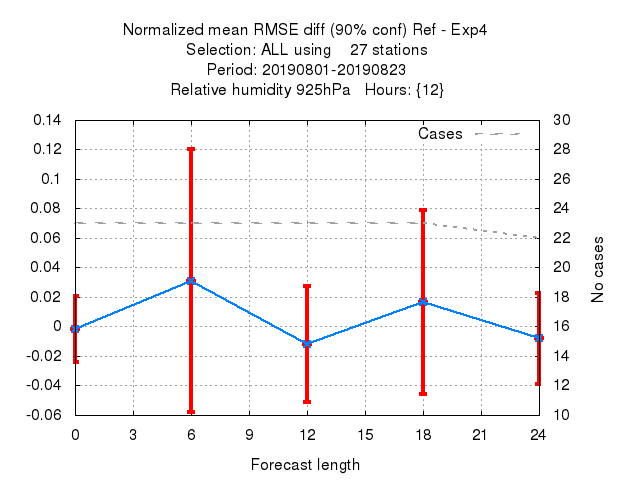 Normalized mean RMSE diff (90% conf) Ref - Exp4
Selection: ALL using    27 stations
Period: 20190801-20190823
Relative humidity 925hPa   Hours: {12}
Cases
0.14
0.12
0.1
0.08
0.06
0.04
0.02
0
-0.02
-0.04
-0.06
30
28
26
24
22
20
18
16
14
12
10
No cases
0 3 6 9 12 15 18 21 24
Forecast length